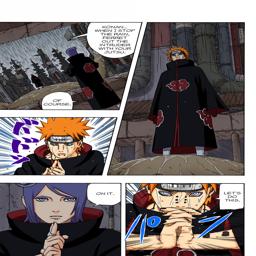 KONAN...
WHEN I STOP
THE RAIN,
FERRET
OUT THE
INTRUDER
WITH YOUR
JUTSU.
OF
COURSE.
ON IT.
LET'S
DO
THIS.